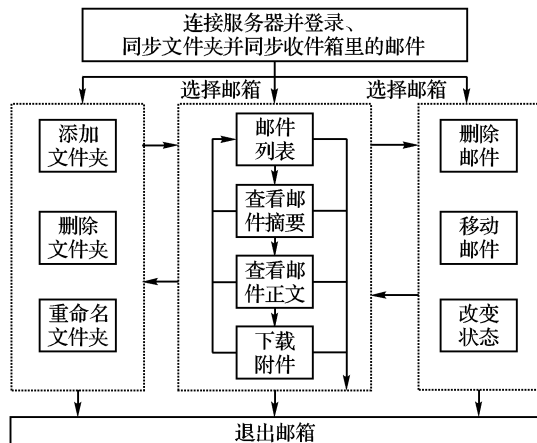 连接服务器并登录、
同步文件夹并同步收件箱里的邮件
选择邮箱
选择邮箱
添加
文件夹
删除
文件夹
重命名
文件夹
邮件
列表
查看邮
件摘要
查看邮
件正文
下载
附件
删除
邮件
移动
邮件
改变
状态
退出邮箱